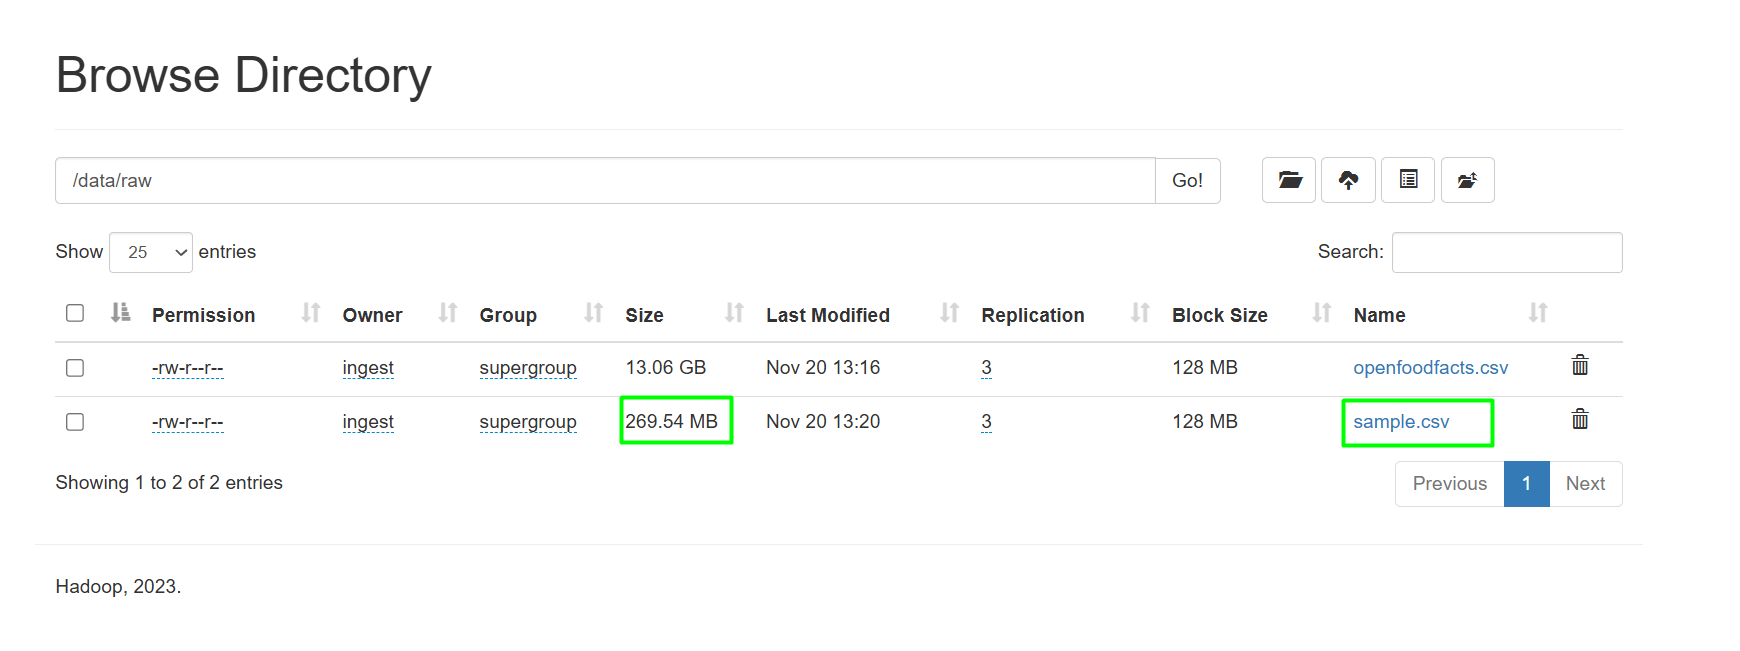 Browse Directory
/data/raw Go!
Show 25 entries Search:
Permission Owner Group Size Last Modified Replication Block Size Name
-rw-r--r-- ingest supergroup 13.06 GB Nov 20 13:16 3 128 MB openfoodfacts.csv
-rw-r--r-- ingest supergroup 269.54 MB Nov 20 13:20 3 128 MB sample.csv
Showing 1 to 2 of 2 entries Previous 1 Next
Hadoop, 2023.